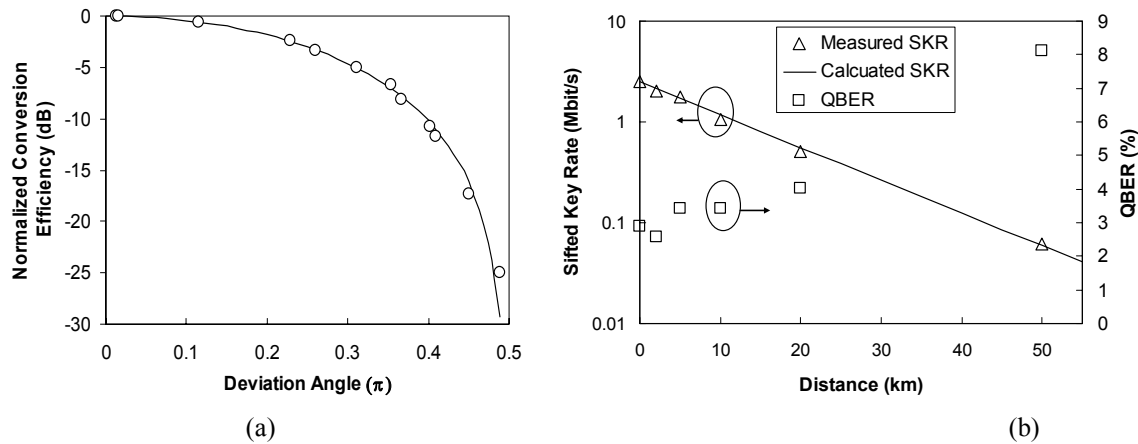 0
-5
-10
-15
-20
-25
-30
0 0.1 0.2 0.3 0.4 0.5
Normalized Conversion
Efficiency (dB)
Deviation Angle (π)
(a)
10
1
0.1
0.01
Sifted Key Rate (Mbit/s)
Measured SKR
Calcuated SKR
QBER
9
8
7
6
5
4
3
2
1
0
QBER (%)
0 10 20 30 40 50
Distance (km)
(b)